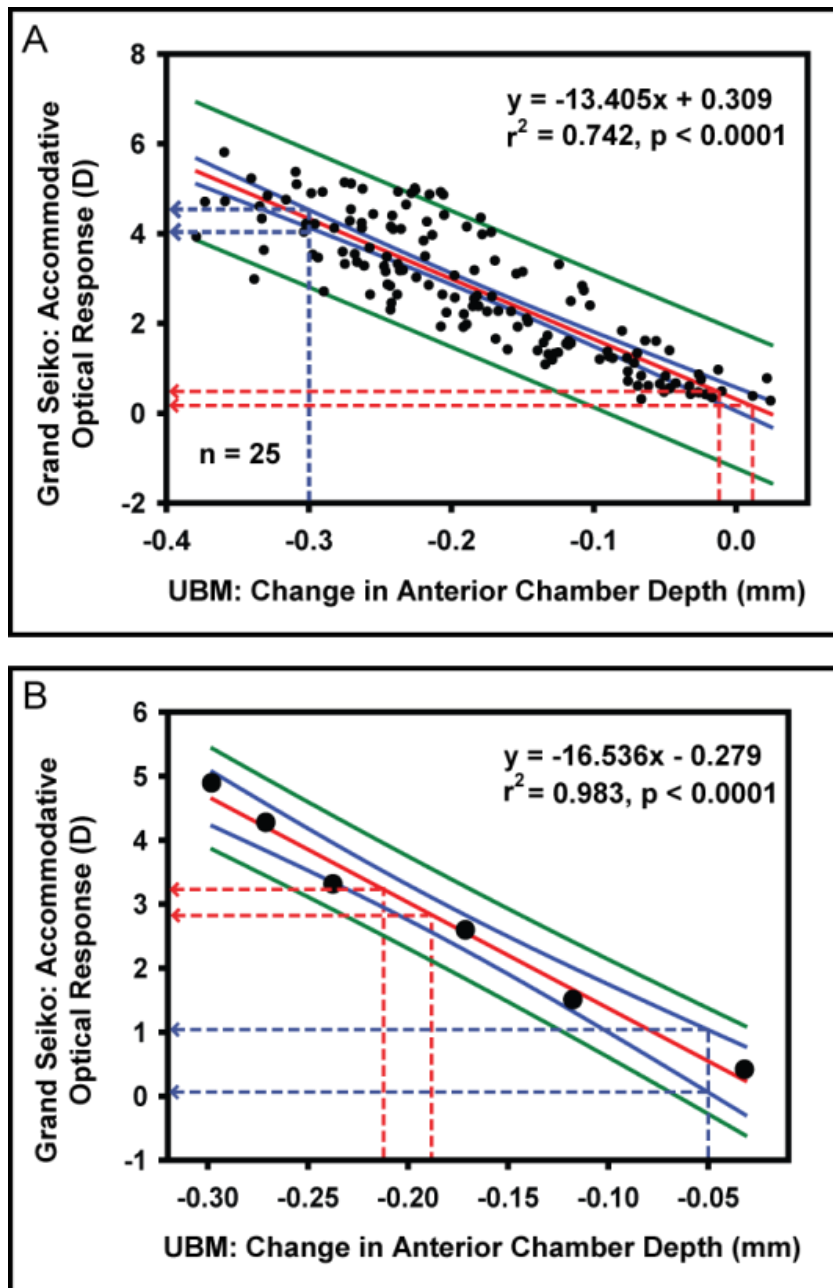 A
8
6
4
2
0
-2
-0.4 -0.3 -0.2 -0.1 0.0
Grand Seiko: Accommodative
Optical Response (D)
y = -13.405x + 0.309
r² = 0.742, p < 0.0001
n = 25
UBM: Change in Anterior Chamber Depth (mm)
B
6
5
4
3
2
1
0
-1
-0.30 -0.25 -0.20 -0.15 -0.10 -0.05
Grand Seiko: Accommodative
Optical Response (D)
y = -16.536x - 0.279
r² = 0.983, p < 0.0001
UBM: Change in Anterior Chamber Depth (mm)